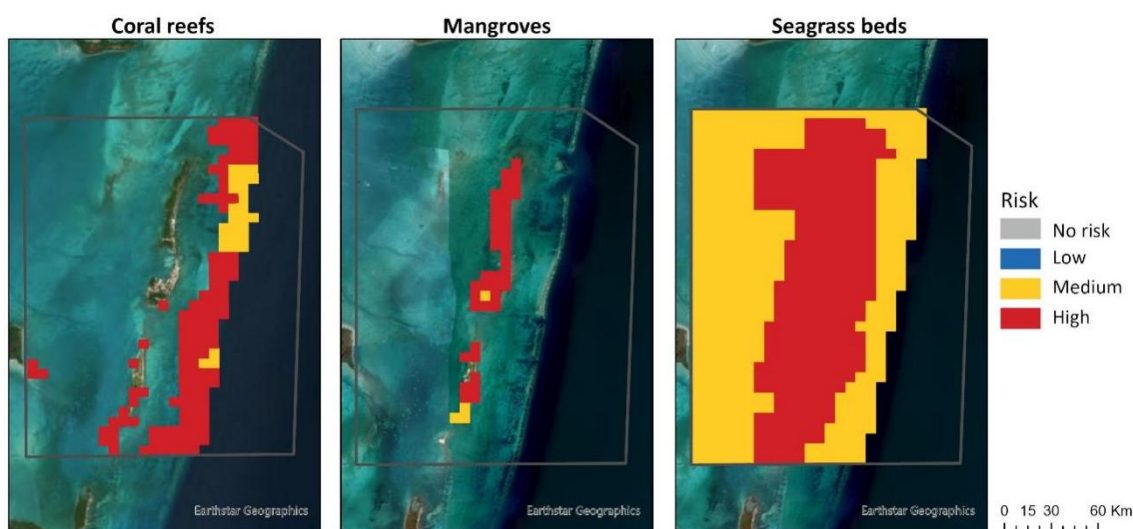 Coral reefs
Mangroves
Seagrass beds
Earthstar Geographics
Earthstar Geographics
Earthstar Geographics
Risk
No risk
Low
Medium
High
0 15 30 60 Km